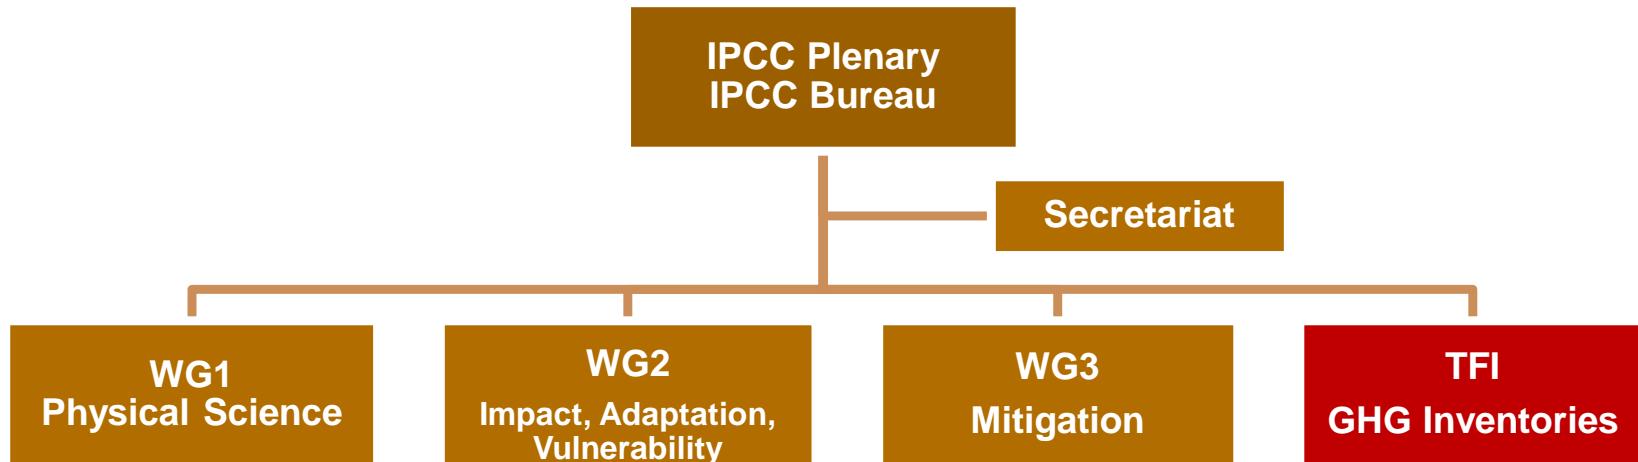 IPCC Plenary
IPCC Bureau
Secretariat
WG1
Physical Science
WG2
Impact, Adaptation,
Vulnerability
WG3
Mitigation
TFI
GHG Inventories